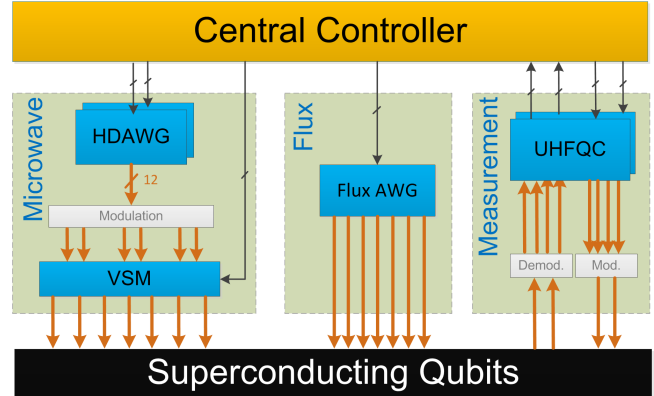 Central Controller
Microwave
HDAWG
12
Modulation
VSM
Flux
Flux AWG
Measurement
UHFQC
Demod.
Mod.
Superconducting Qubits